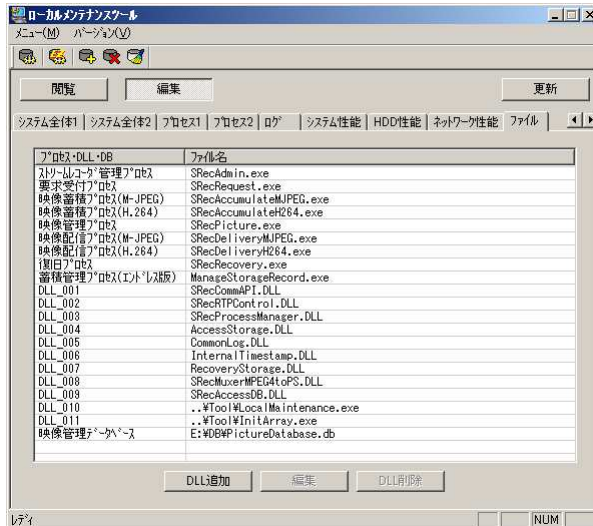 ローカルメンテナンスツール
メニュー(M) バージョン(V)
閲覧 編集 更新
システム全体1 システム全体2 プロセス1 プロセス2 ログ システム性能 HDD性能 ネットワーク性能 ファイル
プロセス・DLL・DB ファイル名
ストリームレコーダ管理プロセス SRecAdmin.exe
要求受付プロセス SRecRequest.exe
映像蓄積プロセス(M-JPEG) SRecAccumulateMJPEG.exe
映像蓄積プロセス(H.264) SRecAccumulateH264.exe
映像管理プロセス SRecPicture.exe
映像配信プロセス(M-JPEG) SRecDeliveryMJPEG.exe
映像配信プロセス(H.264) SRecDeliveryH264.exe
復旧プロセス SRecRecovery.exe
蓄積管理プロセス(エンドレス版) ManageStorageRecord.exe
DLL_001 SRecCommAPI.DLL
DLL_002 SRecRTPControl.DLL
DLL_003 SRecProcessManager.DLL
DLL_004 AccessStorage.DLL
DLL_005 CommonLog.DLL
DLL_006 InternalTimestamp.DLL
DLL_007 RecoveryStorage.DLL
DLL_008 SRecMuxerMPEG4toPS.DLL
DLL_009 SRecAccessDB.DLL
DLL_010 ..¥Tool¥LocalMaintenance.exe
DLL_011 ..¥Tool¥InitArray.exe
映像管理データベース E:¥DB¥PictureDatabase.db
DLL追加 編集 DLL削除
レディ NUM